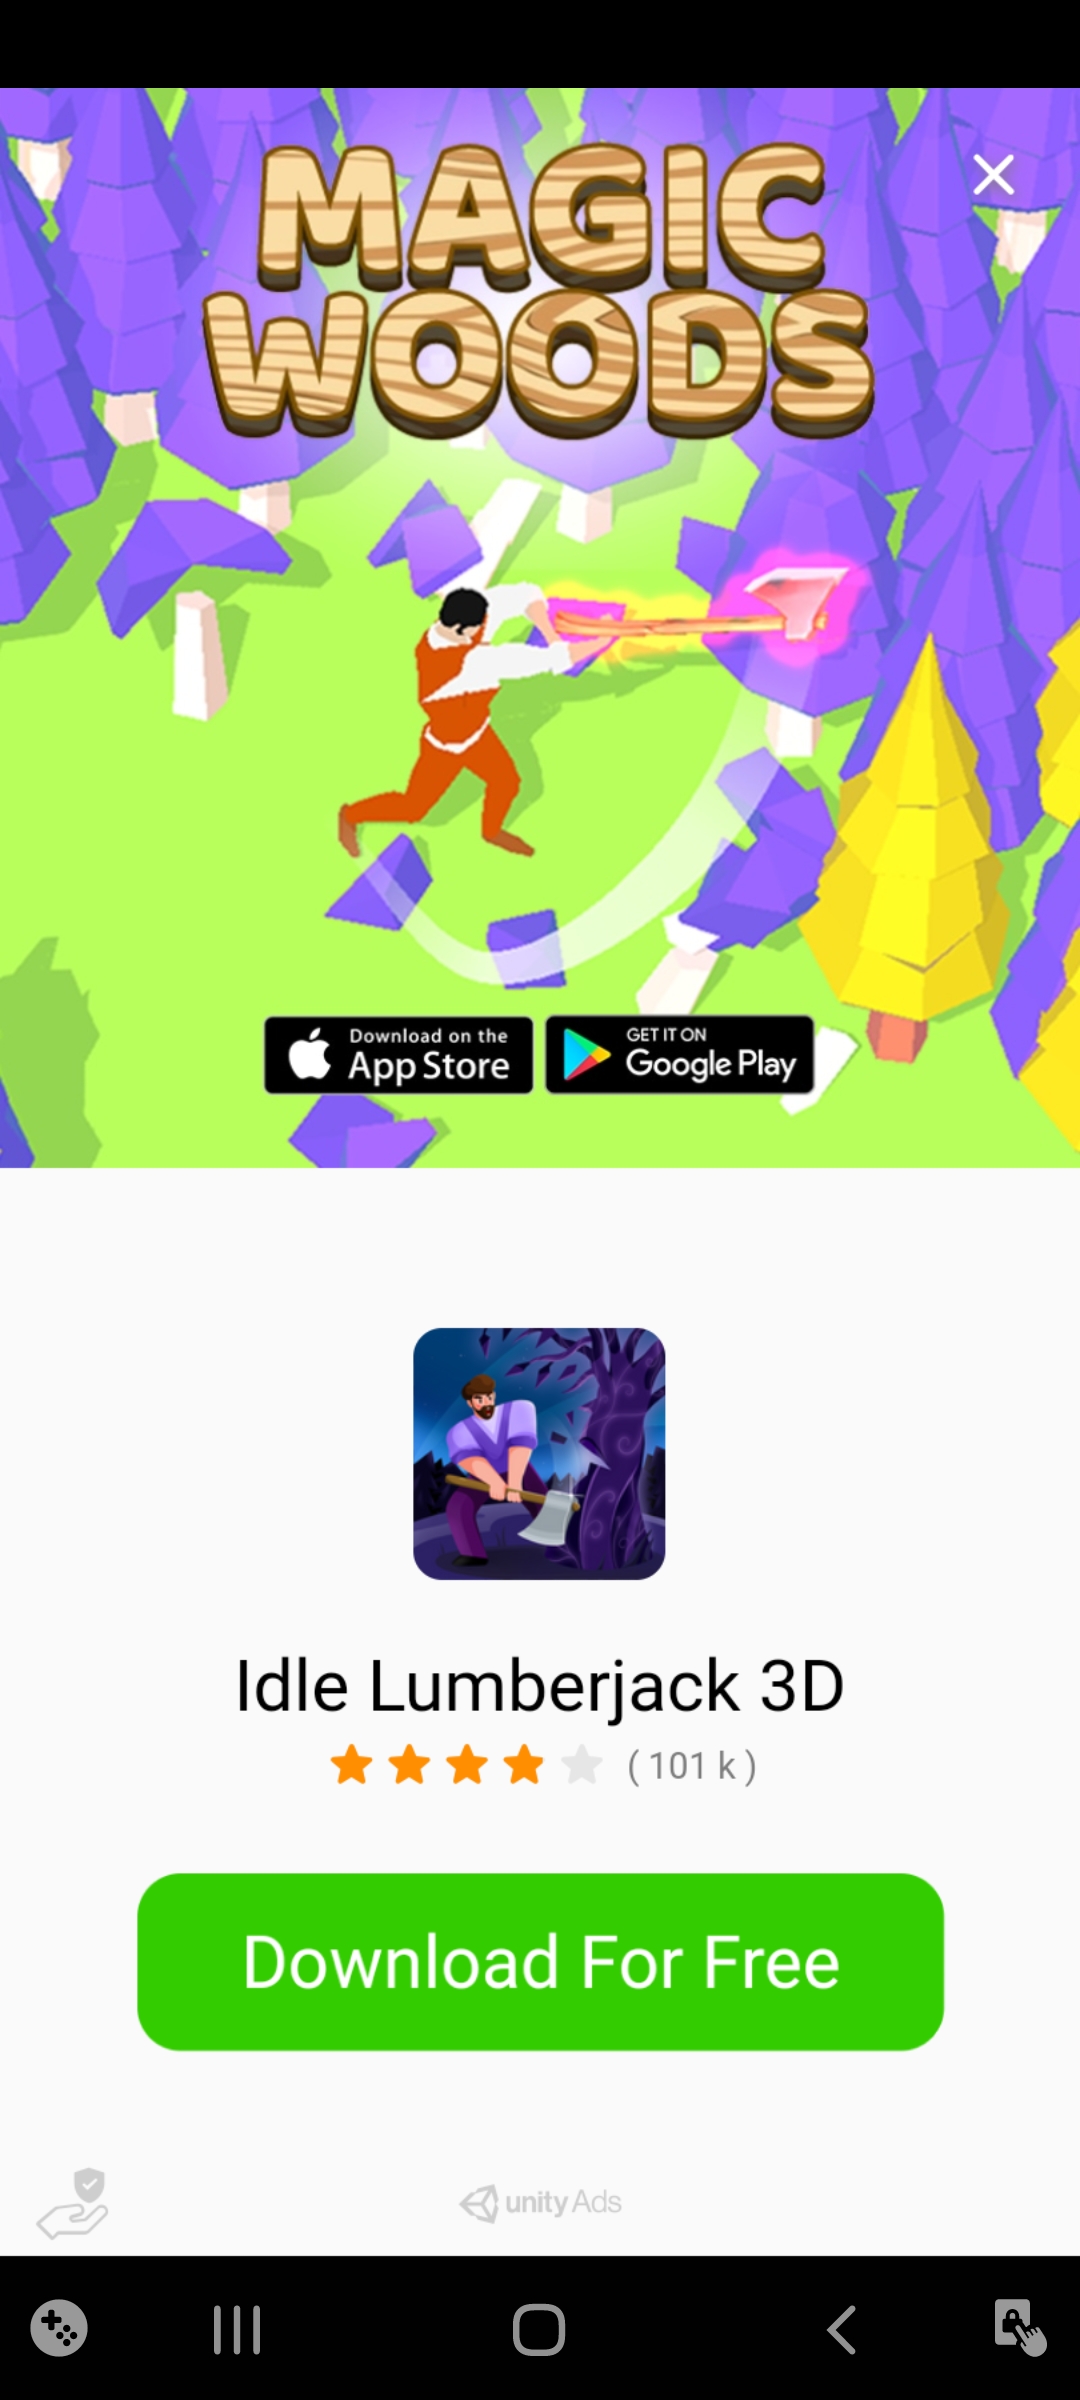 MAGIC
WOODS
Download on the
App Store
GET IT ON
Google Play
Idle Lumberjack 3D
( 101 k )
Download For Free
unity Ads